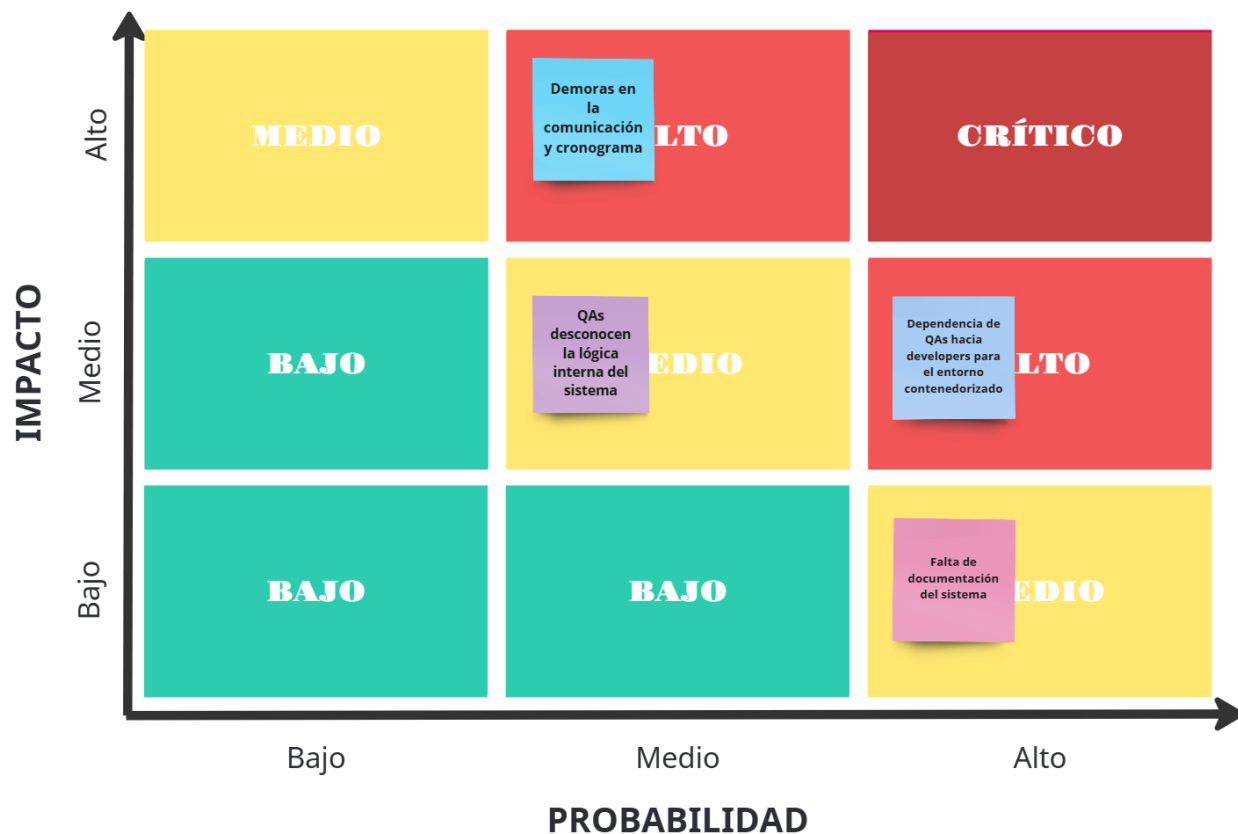 IMPACTO
Alto
Medio
Bajo
MEDIO
Demoras en
la
comunicación
y cronograma
LTO
CRÍTICO
BAJO
QAs
desconocen
la lógica
interna del
sistema
EDIO
Dependencia de
QAs hacia
developers para
el entorno
contenedorizado
LTO
BAJO
BAJO
Falta de
documentación
del sistema
EDIO
Bajo
Medio
Alto
PROBABILIDAD